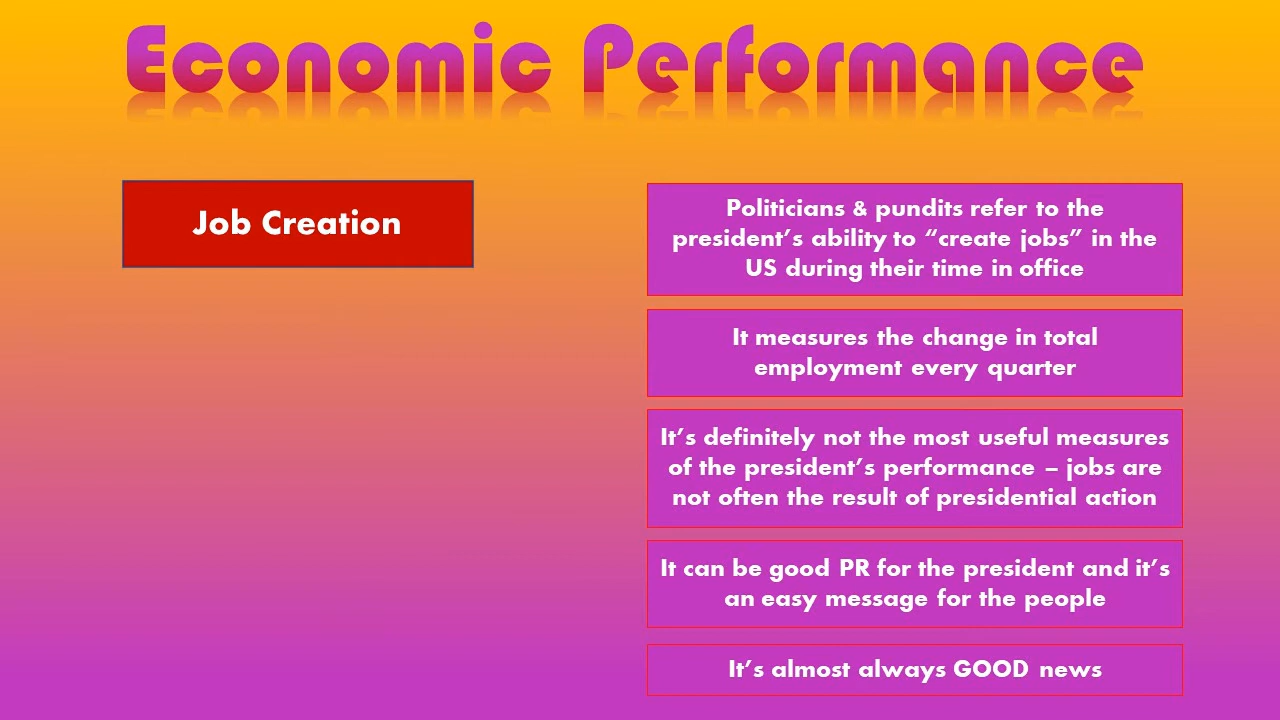 Economic Performance
Job Creation
Politicians & pundits refer to the
president’s ability to “create jobs” in the
US during their time in office
It measures the change in total
employment every quarter
It’s definitely not the most useful measures
of the president’s performance – jobs are
not often the result of presidential action
It can be good PR for the president and it’s
an easy message for the people
It’s almost always GOOD news